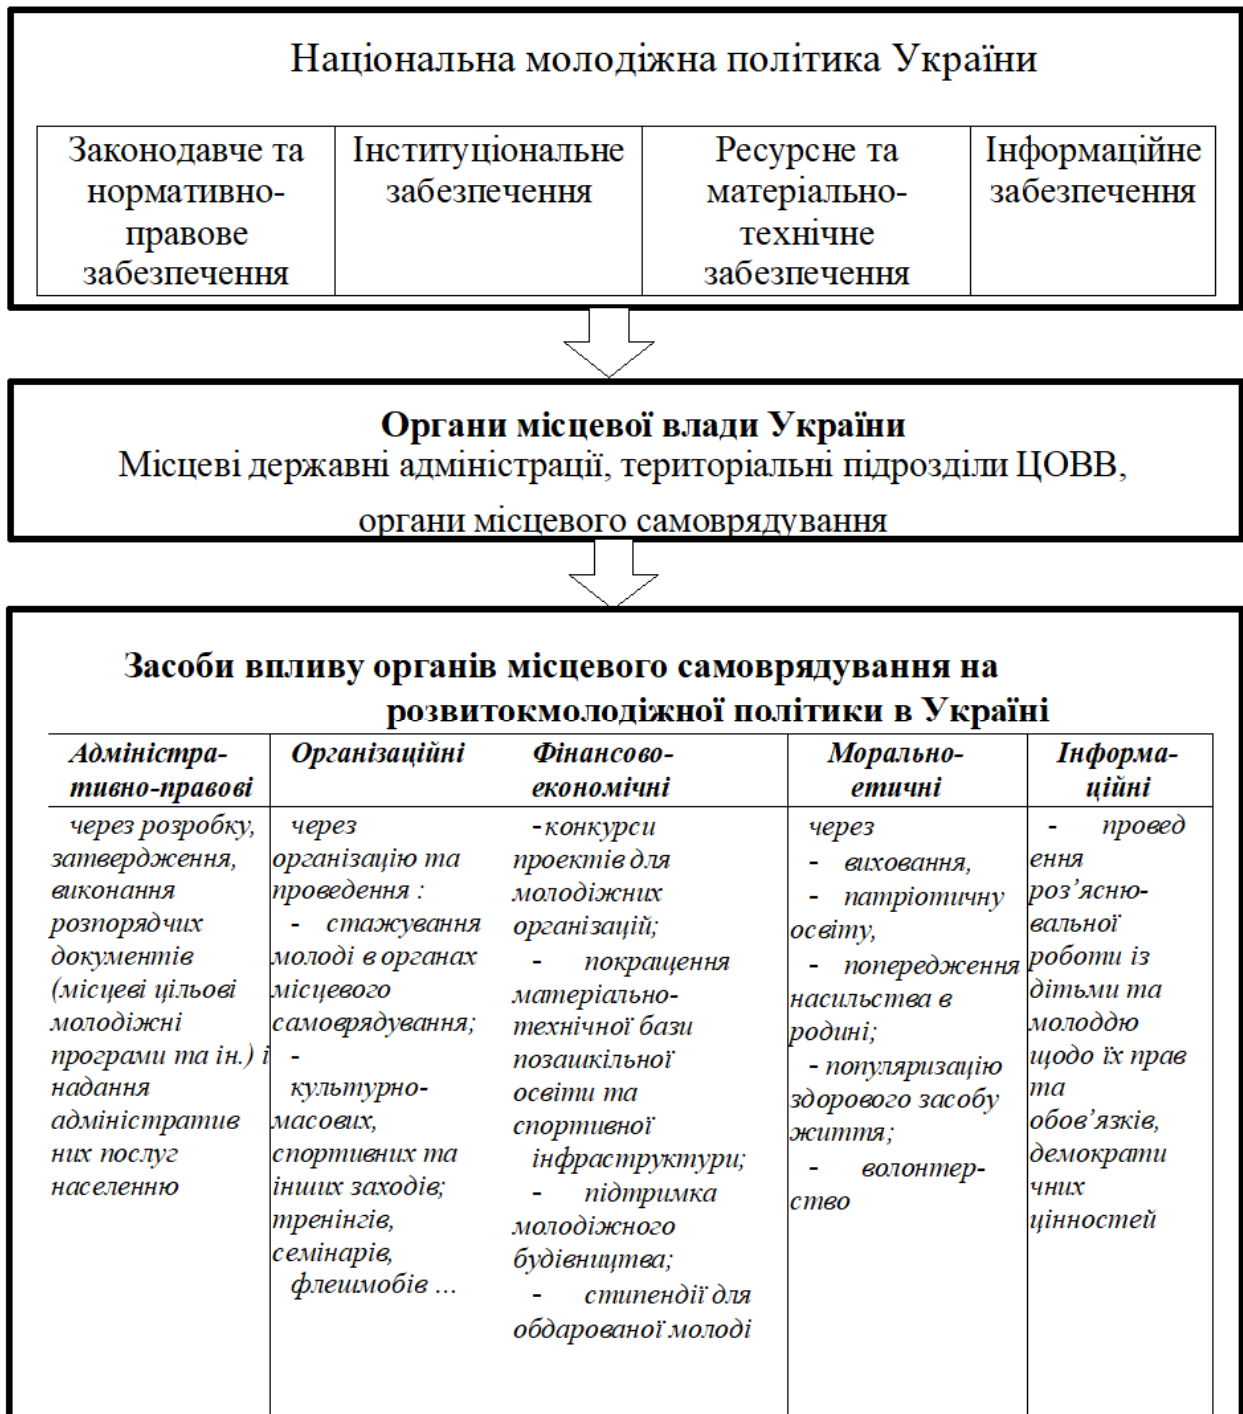 Національна молодіжна політика України
Законодавче та
нормативно-
правове
забезпечення
Інституціональне
забезпечення
Ресурсне та
матеріально-
технічне
забезпечення
Інформаційне
забезпечення
Органи місцевої влади України
Місцеві державні адміністрації, територіальні підрозділи ЦОВВ,
органи місцевого самоврядування
Засоби впливу органів місцевого самоврядування на
розвитокмолодіжної політики в Україні
Адміністра-
тивно-правові
через розробку,
затвердження,
виконання
розпорядчих
документів
(місцеві цільові
молодіжні
програми та ін.) і
надання
адміністратив
них послуг
населенню
Організаційні
через
організацію та
проведення :
- стажування
молоді в органах
місцевого
самоврядування;
-
культурно-
масових,
спортивних та
інших заходів;
тренінгів,
семінарів,
флешмобів ...
Фінансово-
економічні
- конкурси
проектів для
молодіжних
організацій;
- покращення
матеріально-
технічної бази
позашкільної
освіти та
спортивної
інфраструктури;
- підтримка
молодіжного
будівництва;
- стипендії для
обдарованої молоді
Морально-
етичні
через
- виховання,
- патріотичну
освіту,
- попередження
насильства в
родині;
- популяризацію
здорового засобу
життя;
- волонтер-
ство
Інформа-
ційні
- провед
ення
роз’ясню-
вальної
роботи із
дітьми та
молоддю
щодо їх прав
та
обов’язків,
демократи
чних
цінностей